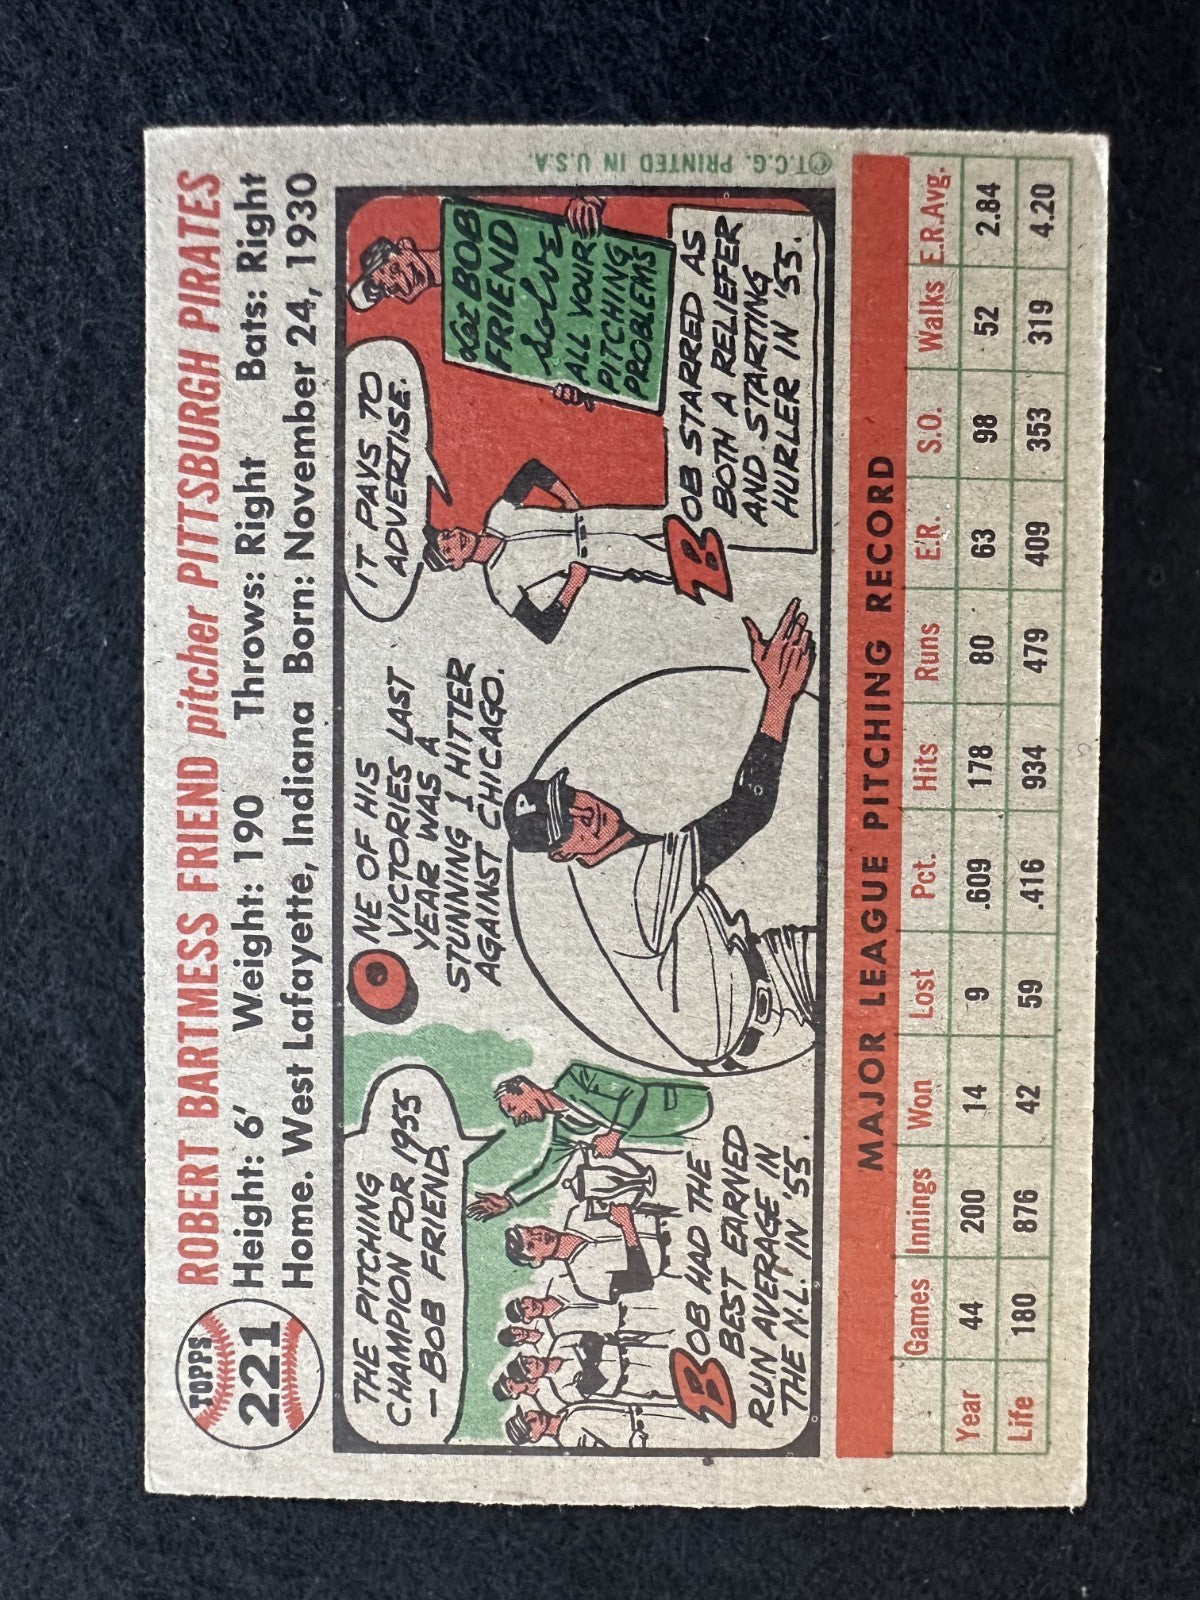 TOPPS
221
ROBERT BARTMESS FRIEND pitcher PITTSBURGH PIRATES
Height: 6' Weight: 190 Throws: Right Bats: Right
Home. West Lafayette, Indiana Born: November 24, 1930
THE PITCHING
CHAMPION FOR 1955
— BOB FRIEND.
BOB HAD THE
BEST EARNED
RUN AVERAGE IN
THE N.L. IN '55.
ONE OF HIS
VICTORIES LAST
YEAR WAS A
STUNNING 1 HITTER
AGAINST CHICAGO.
P
IT PAYS TO
ADVERTISE.
Let BOB
FRIEND
Solve
ALL YOUR
PITCHING
PROBLEMS
BOB STARRED AS
BOTH A RELIEFER
AND STARTING
HURLER IN '55.
©T.C.G. PRINTED IN U.S.A.
MAJOR LEAGUE PITCHING RECORD
Games Innings Won Lost Pct. Hits Runs E.R. S.O. Walks E.R.Avg.
Year 44 200 14 9 .609 178 80 63 98 52 2.84
Life 180 876 42 59 .416 934 479 409 353 319 4.20